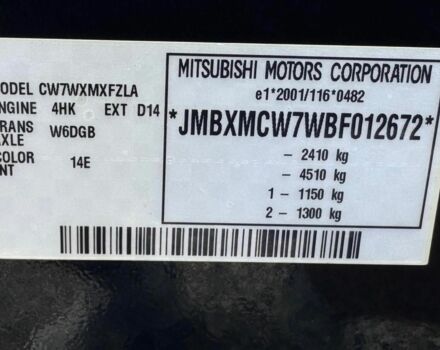 MODEL CW7WXMXFZLA
ENGINE 4HK EXT D14
TRANS AXLE W6DGB
COLOR 14E
NT
MITSUBISHI MOTORS CORPORATION
e1*2001/116*0482
*JMBXMCW7WBF012672*
- 2410 kg
- 4510 kg
1 - 1150 kg
2 - 1300 kg